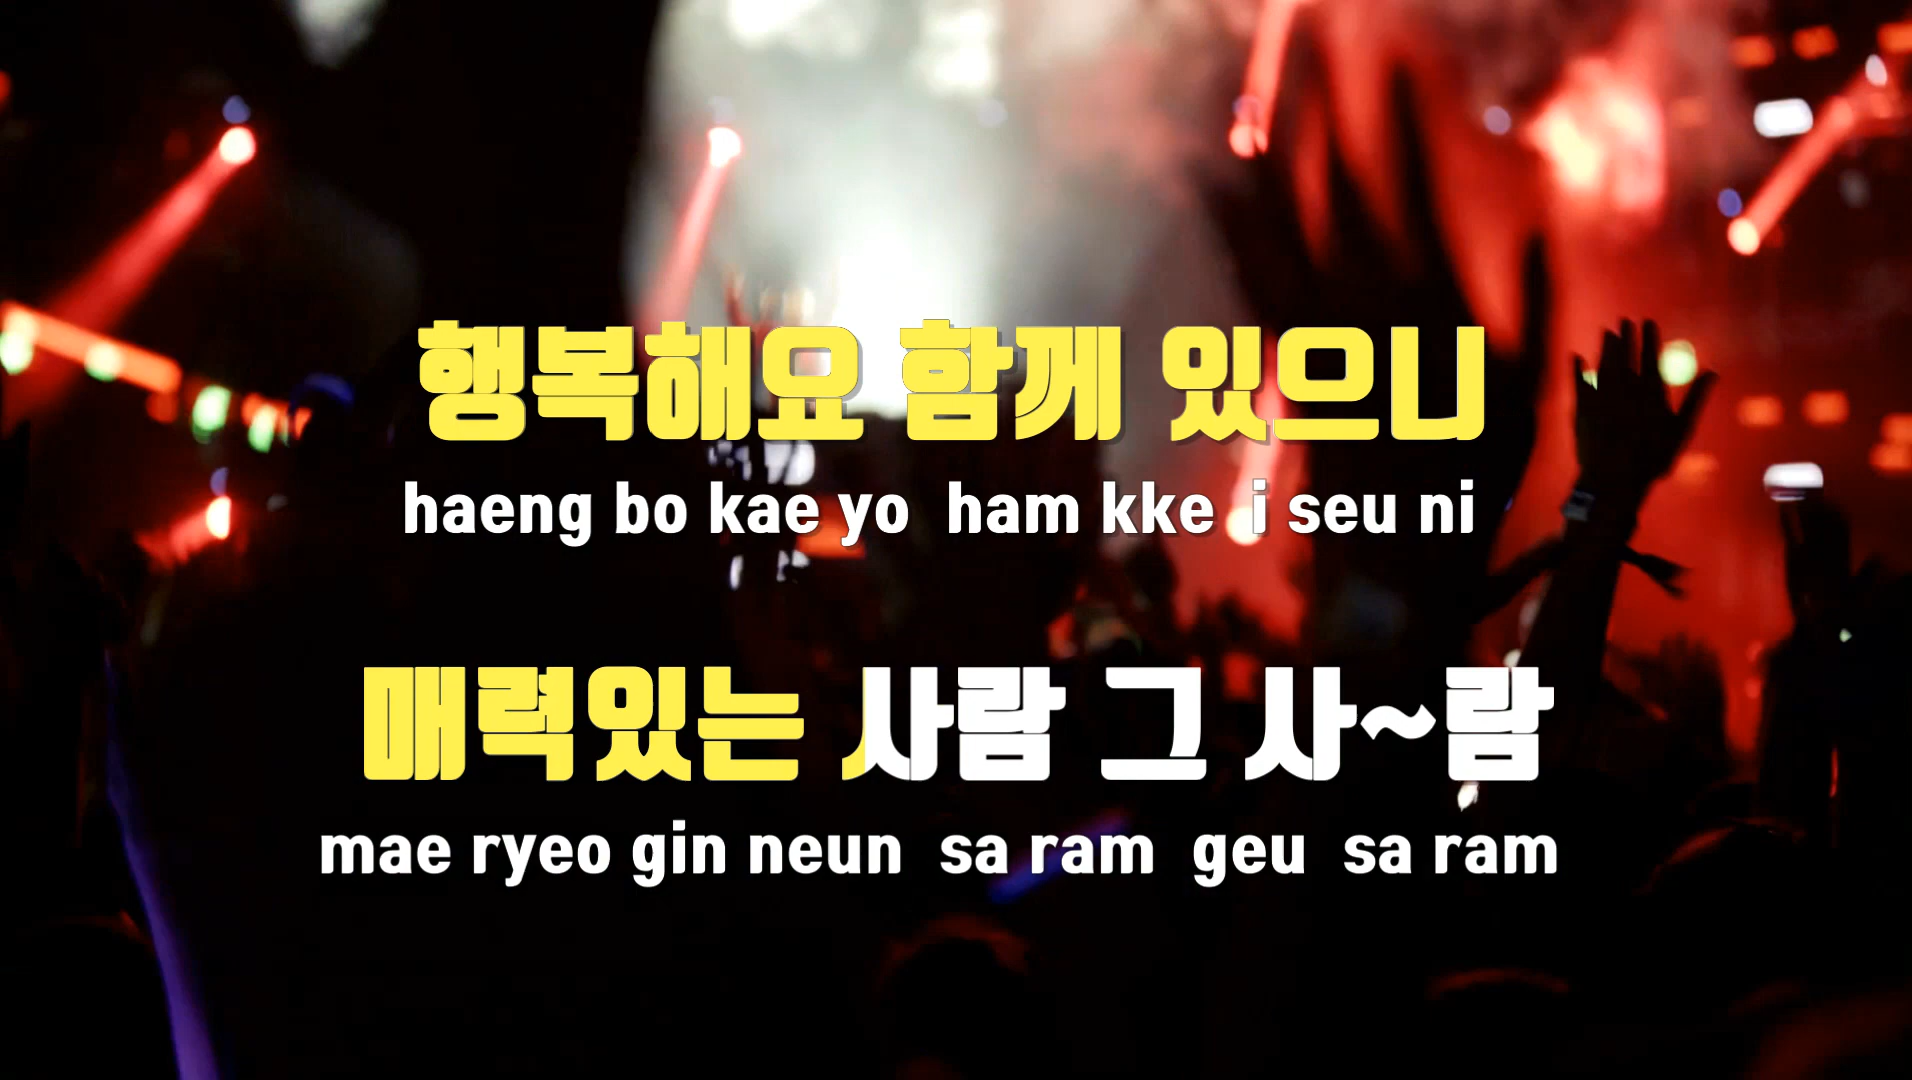 행복해요 함께 있으니
haeng bo kae yo ham kke i seu ni
매력있는 사람 그 사~람
mae ryeo gin neun sa ram geu sa ram